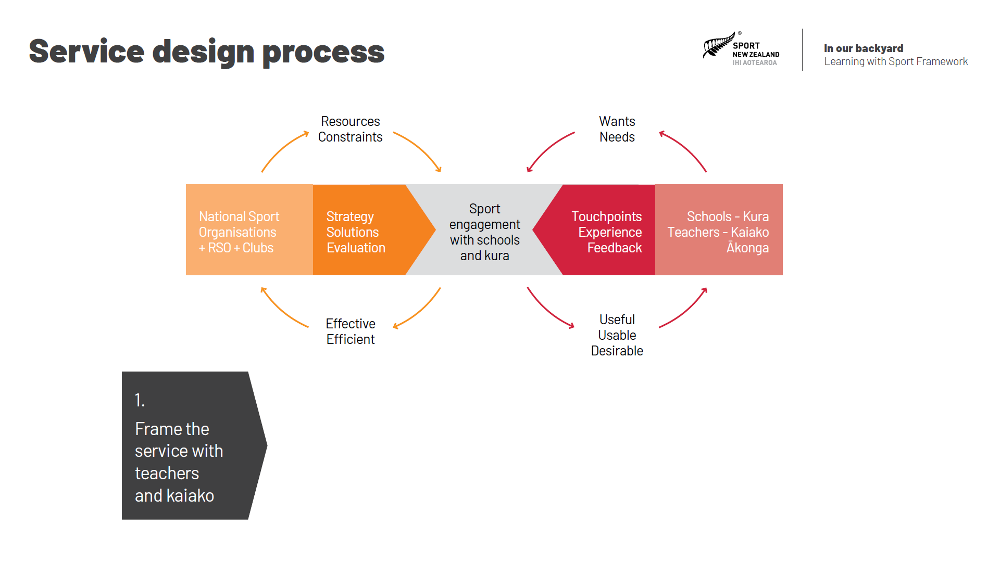 Service design process
SPORT
NEW ZEALAND
IHI AOTEAROA
In our backyard
Learning with Sport Framework
Resources
Constraints
Wants
Needs
National Sport
Organisations
+ RSO + Clubs
Strategy
Solutions
Evaluation
Sport
engagement
with schools
and kura
Touchpoints
Experience
Feedback
Schools - Kura
Teachers - Kaiako
Ākonga
Effective
Efficient
Useful
Usable
Desirable
1.
Frame the
service with
teachers
and kaiako